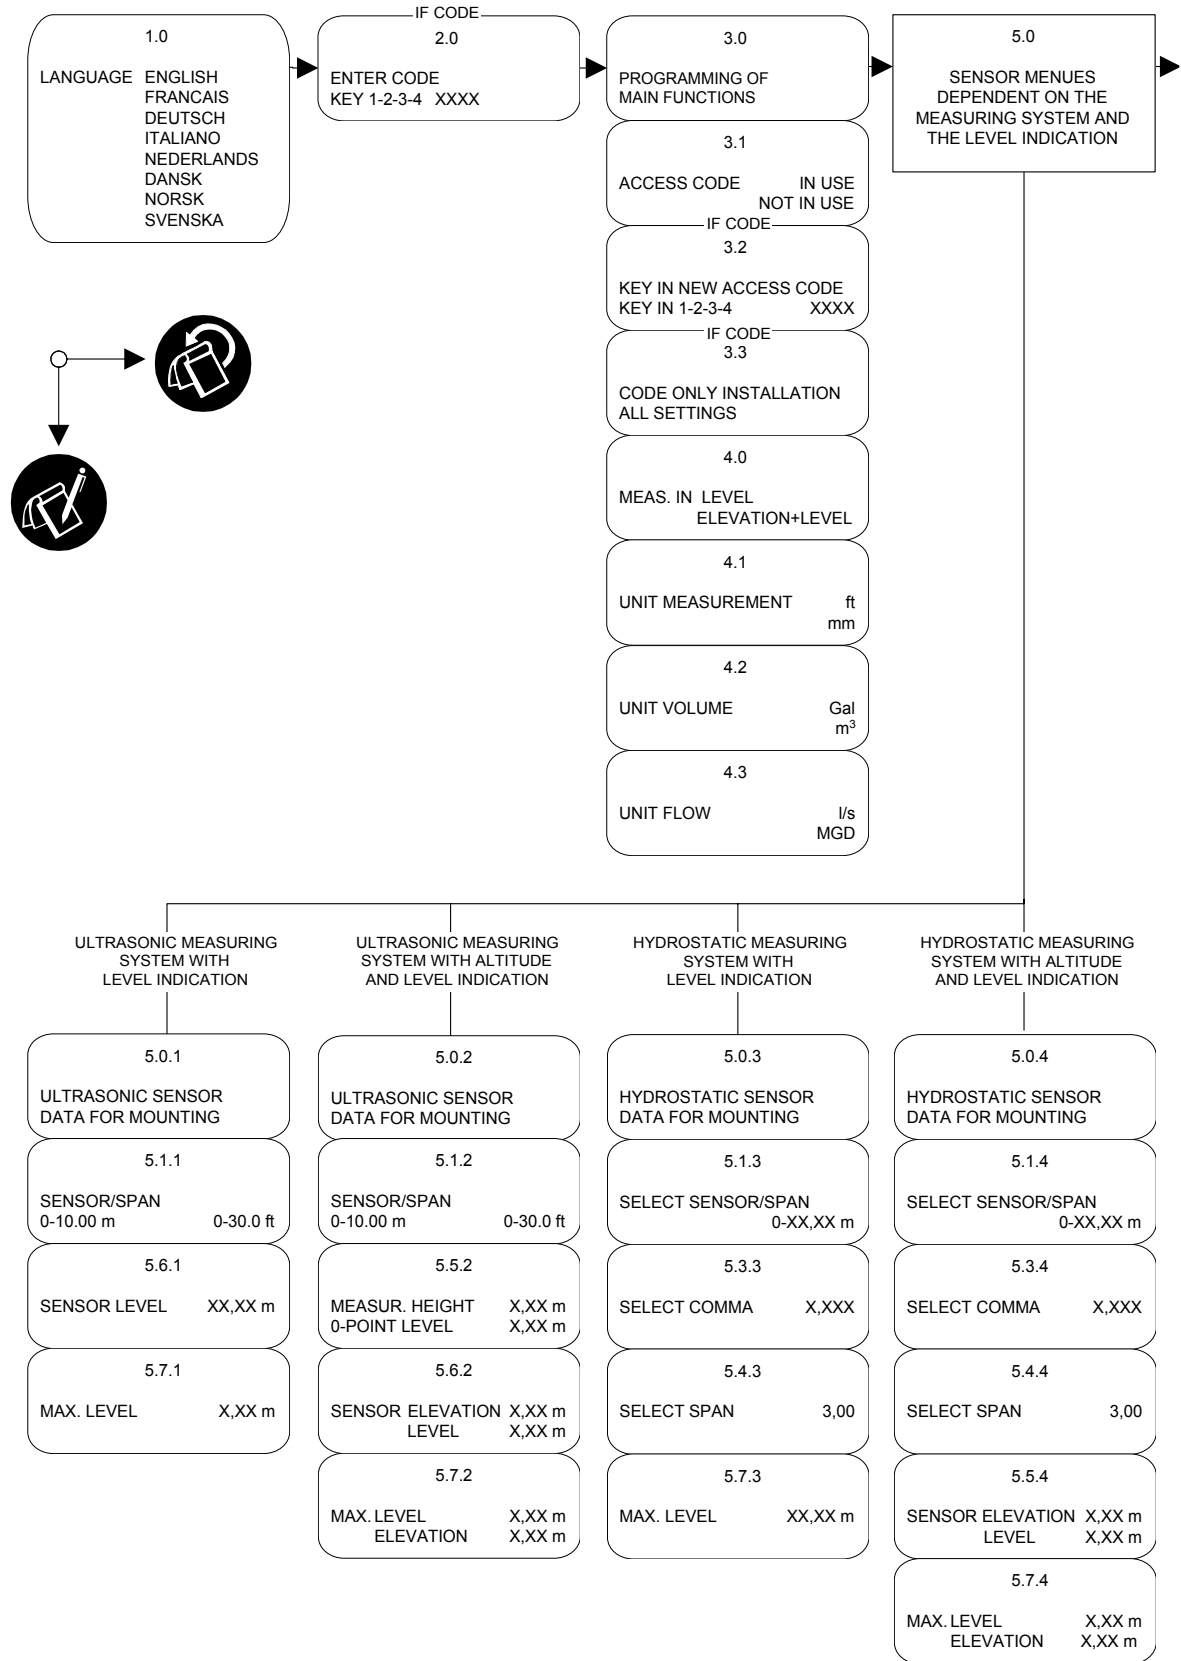 1.0
LANGUAGE ENGLISH
FRANCAIS
DEUTSCH
ITALIANO
NEDERLANDS
DANSK
NORSK
SVENSKA
IF CODE
2.0
ENTER CODE
KEY 1-2-3-4 XXXX
3.0
PROGRAMMING OF
MAIN FUNCTIONS
3.1
ACCESS CODE IN USE
NOT IN USE
IF CODE
3.2
KEY IN NEW ACCESS CODE
KEY IN 1-2-3-4 XXXX
IF CODE
3.3
CODE ONLY INSTALLATION
ALL SETTINGS
4.0
MEAS. IN LEVEL
ELEVATION+LEVEL
4.1
UNIT MEASUREMENT ft
mm
4.2
UNIT VOLUME Gal
m³
4.3
UNIT FLOW l/s
MGD
5.0
SENSOR MENUES
DEPENDENT ON THE
MEASURING SYSTEM AND
THE LEVEL INDICATION
ULTRASONIC MEASURING
SYSTEM WITH
LEVEL INDICATION
5.0.1
ULTRASONIC SENSOR
DATA FOR MOUNTING
5.1.1
SENSOR/SPAN
0-10.00 m 0-30.0 ft
5.6.1
SENSOR LEVEL XX,XX m
5.7.1
MAX. LEVEL X,XX m
ULTRASONIC MEASURING
SYSTEM WITH ALTITUDE
AND LEVEL INDICATION
5.0.2
ULTRASONIC SENSOR
DATA FOR MOUNTING
5.1.2
SENSOR/SPAN
0-10.00 m 0-30.0 ft
5.5.2
MEASUR. HEIGHT X,XX m
0-POINT LEVEL X,XX m
5.6.2
SENSOR ELEVATION X,XX m
LEVEL X,XX m
5.7.2
MAX. LEVEL X,XX m
ELEVATION X,XX m
HYDROSTATIC MEASURING
SYSTEM WITH
LEVEL INDICATION
5.0.3
HYDROSTATIC SENSOR
DATA FOR MOUNTING
5.1.3
SELECT SENSOR/SPAN
0-XX,XX m
5.3.3
SELECT COMMA X,XXX
5.4.3
SELECT SPAN 3,00
5.7.3
MAX. LEVEL XX,XX m
HYDROSTATIC MEASURING
SYSTEM WITH ALTITUDE
AND LEVEL INDICATION
5.0.4
HYDROSTATIC SENSOR
DATA FOR MOUNTING
5.1.4
SELECT SENSOR/SPAN
0-XX,XX m
5.3.4
SELECT COMMA X,XXX
5.4.4
SELECT SPAN 3,00
5.5.4
SENSOR ELEVATION X,XX m
LEVEL X,XX m
5.7.4
MAX. LEVEL X,XX m
ELEVATION X,XX m